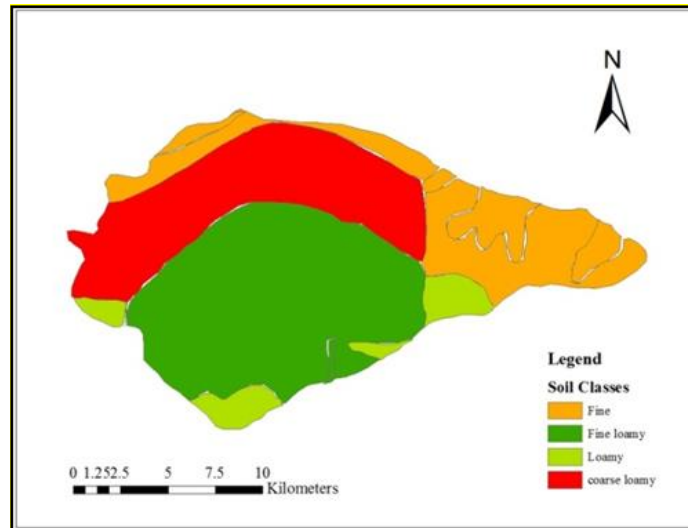 N
Legend
Soil Classes
Fine
Fine loamy
Loamy
coarse loamy
0 1.252.5 5 7.5 10
Kilometers